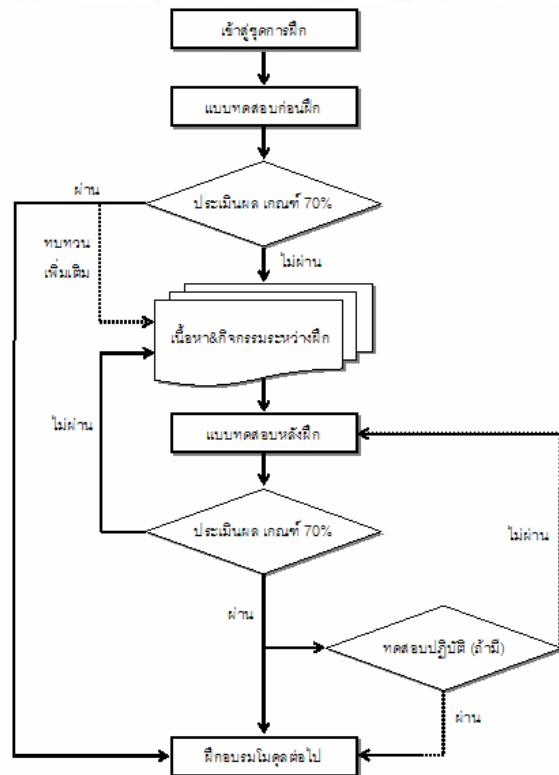 เข้าสู่ชุดการฝึก
แบบทดสอบก่อนฝึก
ผ่าน
ประเมินผล เกณฑ์ 70%
ทบทวน
เพิ่มเติม
ไม่ผ่าน
เนื้อหา&กิจกรรมระหว่างฝึก
ไม่ผ่าน
แบบทดสอบหลังฝึก
ประเมินผล เกณฑ์ 70%
ไม่ผ่าน
ผ่าน
ทดสอบปฏิบัติ (ถ้ามี)
ผ่าน
ฝึกอบรมโมดูลต่อไป